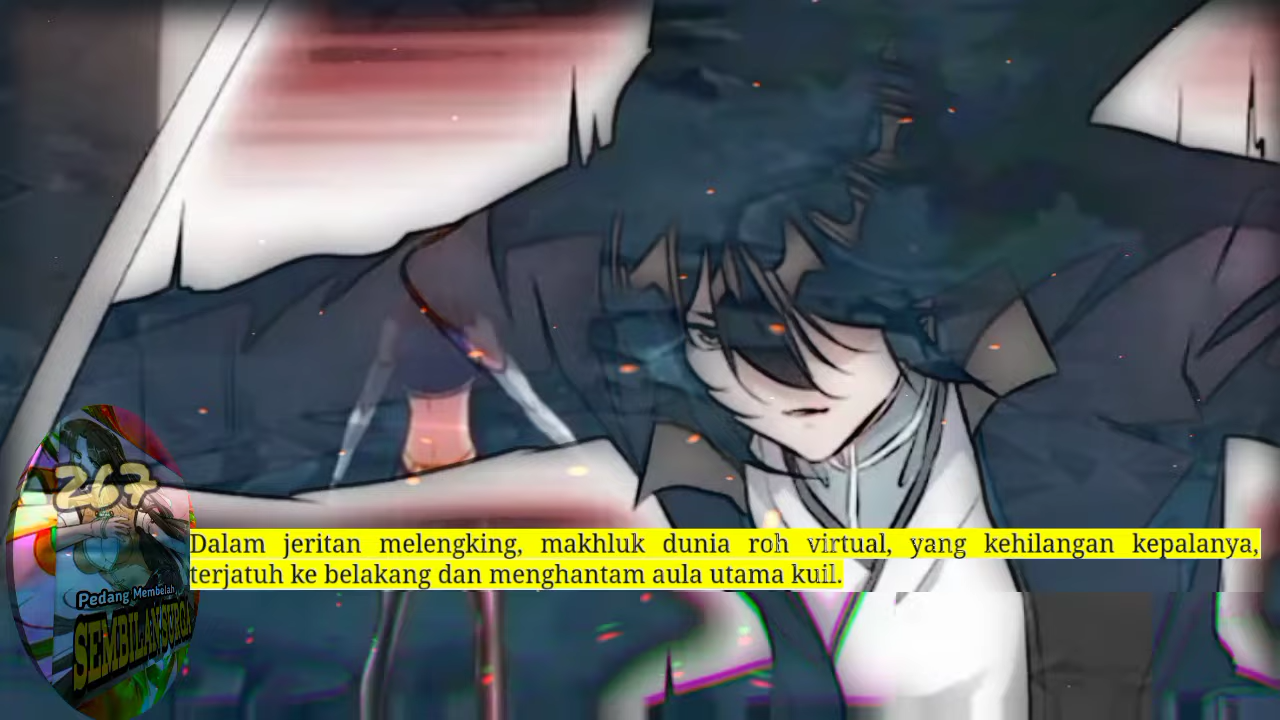 267
Pedang Membelah
SEMBILAN SURGA
Dalam jeritan melengking, makhluk dunia roh virtual, yang kehilangan kepalanya,
terjatuh ke belakang dan menghantam aula utama kuil.